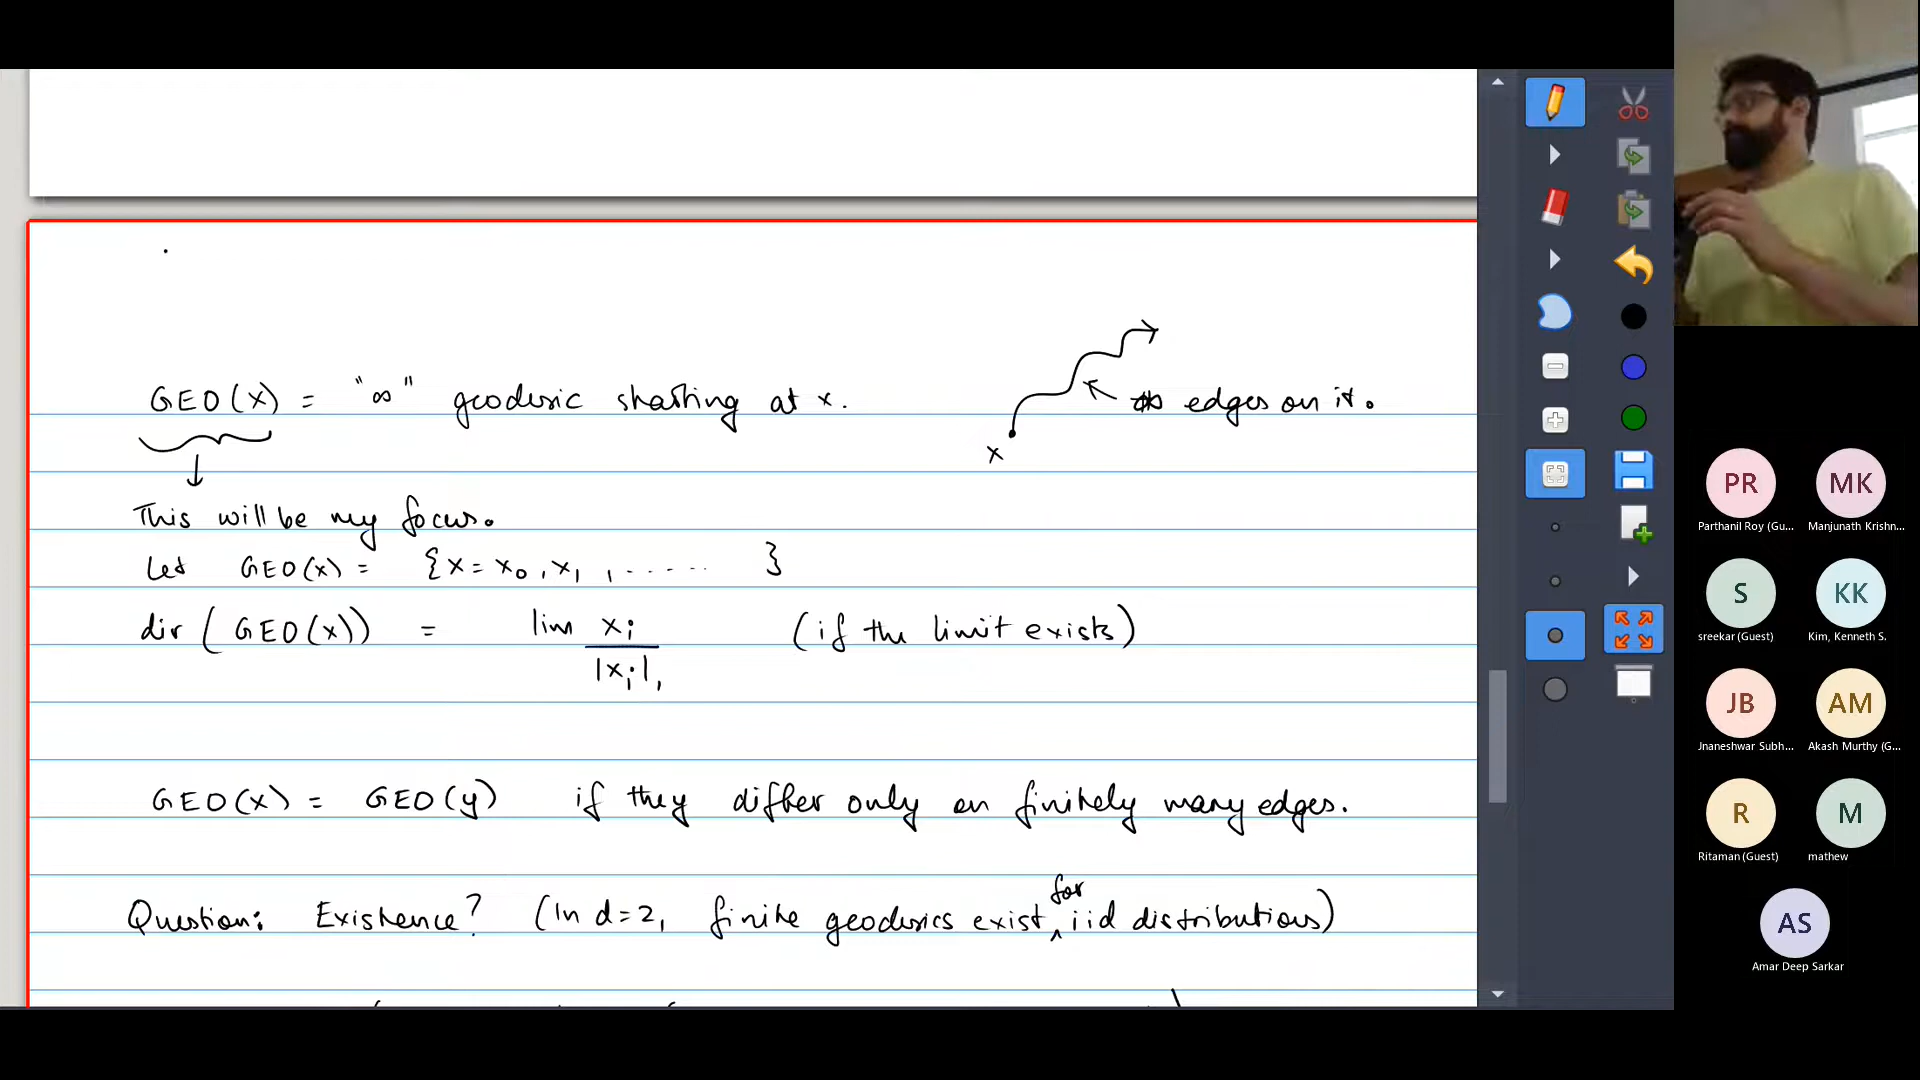 GEO(x) = "∞" geodesic starting at x.
∞ edges on it.
x
This will be my focus.
Let GEO(x) = {x = x₀, x₁, ...... }
dir (GEO(x)) = lim xᵢ / |xᵢ|₁ (if the limit exists)
GEO(x) = GEO(y) if they differ only on finitely many edges.
Question: Existence? (In d=2, finite geodesics exist for iid distributions)
PR
MK
Parthanil Roy (Gu...
Manjunath Krishn...
S
KK
sreekar (Guest)
Kim, Kenneth S.
JB
AM
Jnaneshwar Subh...
Akash Murthy (G...
R
M
Ritaman (Guest)
mathew
AS
Amar Deep Sarkar